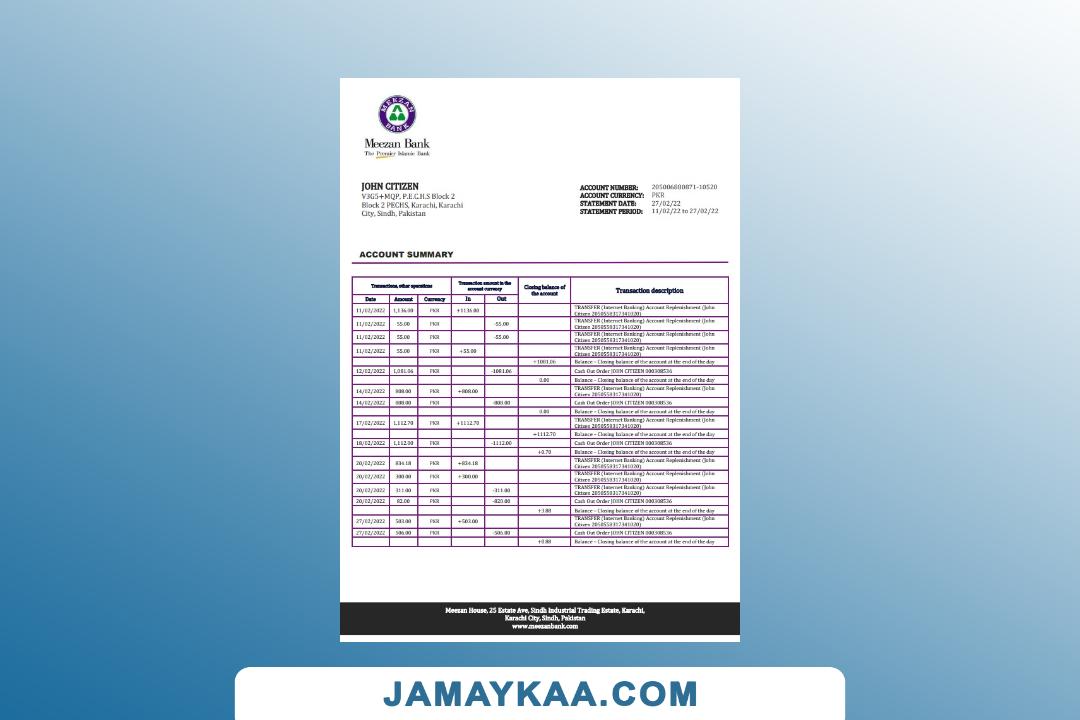 MEEZAN BANK
Meezan Bank
The Premier Islamic Bank
JOHN CITIZEN
V3G5+MQP, P.E.C.H.S Block 2
Block 2 PECHS, Karachi, Karachi
City, Sindh, Pakistan
ACCOUNT NUMBER: 205006880871-10520
ACCOUNT CURRENCY: PKR
STATEMENT DATE: 27/02/22
STATEMENT PERIOD: 11/02/22 to 27/02/22
ACCOUNT SUMMARY
Transactions, other operations
Transaction amount in the
account currency
Closing balance of
the account
Transaction description
Date Amount Currency In Out
11/02/2022 1,136.00 PKR +1136.00 TRANSFER (Internet Banking) Account Replenishment (John
Citizen 2050550317341020)
11/02/2022 55.00 PKR -55.00 TRANSFER (Internet Banking) Account Replenishment (John
Citizen 2050550317341020)
11/02/2022 55.00 PKR -55.00 TRANSFER (Internet Banking) Account Replenishment (John
Citizen 2050550317341020)
11/02/2022 55.00 PKR +55.00 TRANSFER (Internet Banking) Account Replenishment (John
Citizen 2050550317341020)
+1081.06 Balance – Closing balance of the account at the end of the day
12/02/2022 1,081.06 PKR -1081.06 Cash Out Order JOHN CITIZEN 000308536
0.00 Balance – Closing balance of the account at the end of the day
14/02/2022 808.00 PKR +808.00 TRANSFER (Internet Banking) Account Replenishment (John
Citizen 2050550317341020)
14/02/2022 808.00 PKR -808.00 Cash Out Order JOHN CITIZEN 000308536
0.00 Balance – Closing balance of the account at the end of the day
17/02/2022 1,112.70 PKR +1112.70 TRANSFER (Internet Banking) Account Replenishment (John
Citizen 2050550317341020)
+1112.70 Balance – Closing balance of the account at the end of the day
18/02/2022 1,112.00 PKR -1112.00 Cash Out Order JOHN CITIZEN 000308536
+0.70 Balance – Closing balance of the account at the end of the day
20/02/2022 834.18 PKR +834.18 TRANSFER (Internet Banking) Account Replenishment (John
Citizen 2050550317341020)
20/02/2022 300.00 PKR +300.00 TRANSFER (Internet Banking) Account Replenishment (John
Citizen 2050550317341020)
20/02/2022 311.00 PKR -311.00 TRANSFER (Internet Banking) Account Replenishment (John
Citizen 2050550317341020)
20/02/2022 82.00 PKR -820.00 Cash Out Order JOHN CITIZEN 000308536
+3.88 Balance – Closing balance of the account at the end of the day
27/02/2022 503.00 PKR +503.00 TRANSFER (Internet Banking) Account Replenishment (John
Citizen 2050550317341020)
27/02/2022 506.00 PKR -506.00 Cash Out Order JOHN CITIZEN 000308536
+0.88 Balance – Closing balance of the account at the end of the day
Meezan House, 25 Estate Ave, Sindh Industrial Trading Estate, Karachi,
Karachi City, Sindh, Pakistan
www.meezanbank.com
JAMAYKAA.COM